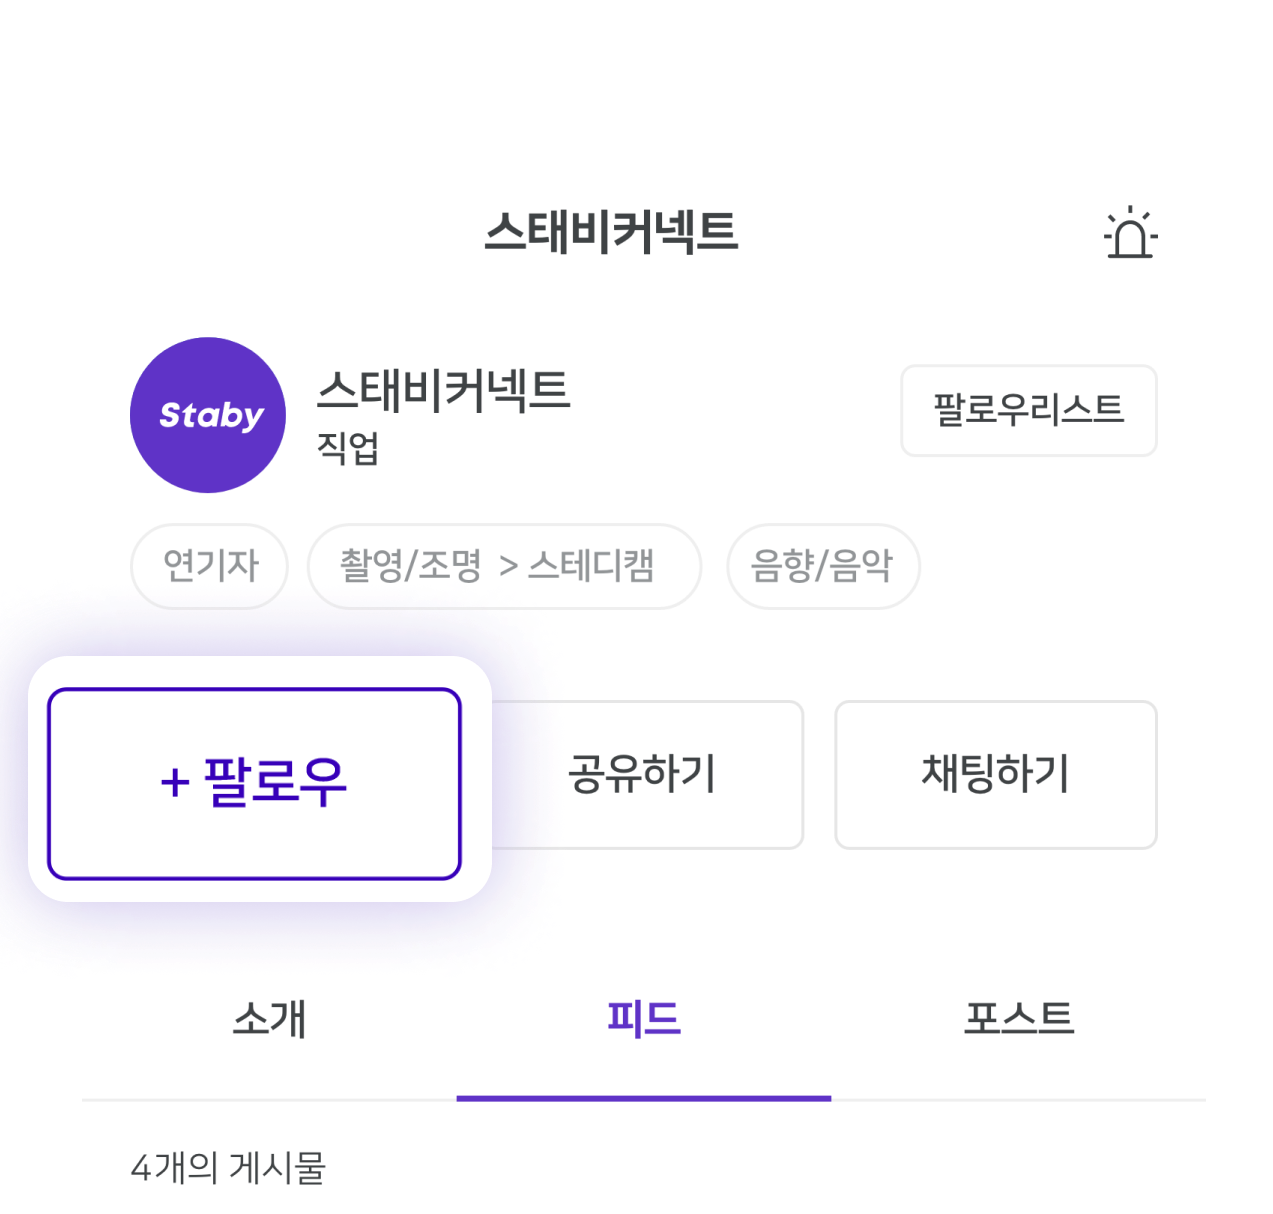 스태비커넥트
Staby
스태비커넥트
직업
팔로우리스트
연기자
촬영/조명 > 스테디캠
음향/음악
+ 팔로우
공유하기
채팅하기
소개
피드
포스트
4개의 게시물